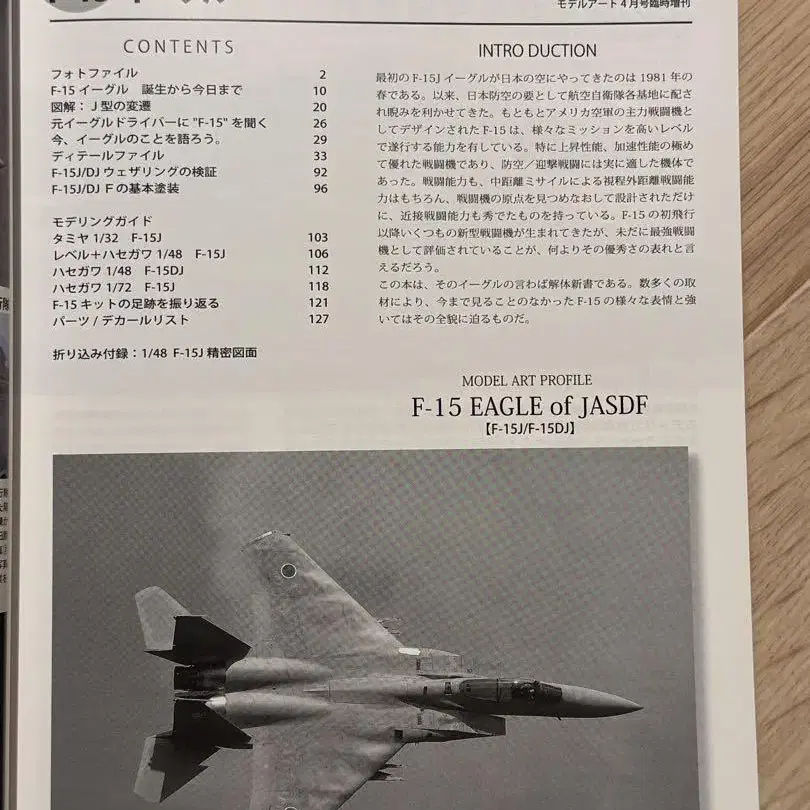 モデルアート4月号臨時増刊
CONTENTS
フォトファイル 2
F-15 イーグル 誕生から今日まで 10
図解：J型の変遷 20
元イーグルドライバーに "F-15" を聞く 26
今、イーグルのことを語ろう。 29
ディテールファイル 33
F-15J/DJ ウェザリングの検証 92
F-15J/DJ Fの基本塗装 96
モデリングガイド
タミヤ 1/32 F-15J 103
レベル＋ハセガワ 1/48 F-15J 106
ハセガワ 1/48 F-15DJ 112
ハセガワ 1/72 F-15J 118
F-15 キットの足跡を振り返る 121
パーツ / デカールリスト 127
折り込み付録：1/48 F-15J 精密図面
INTRO DUCTION
最初の F-15J イーグルが日本の空にやってきたのは 1981 年の
春である。以来、日本防空の要として航空自衛隊各基地に配さ
れ睨みを利かせてきた。もともとアメリカ空軍の主力戦闘機と
してデザインされた F-15 は、様々なミッションを高いレベル
で遂行する能力を有している。特に上昇性能、加速性能の極め
て優れた戦闘機であり、防空／迎撃戦闘には実に適した機体で
あった。戦闘能力も、中距離ミサイルによる視程外距離戦闘能
力はもちろん、戦闘機の原点を見つめなおして設計されただけ
に、近接戦闘能力も秀でたものを持っている。F-15 の初飛行
以降いくつもの新型戦闘機が生まれてきたが、未だに最強戦闘
機として評価されていることが、何よりその優秀さの表れと言
えるだろう。
この本は、そのイーグルの言わば解体新書である。数多くの取
材により、今まで見ることのなかった F-15 の様々な表情と強
いてはその全貌に迫るものだ。
MODEL ART PROFILE
F-15 EAGLE of JASDF
【F-15J/F-15DJ】